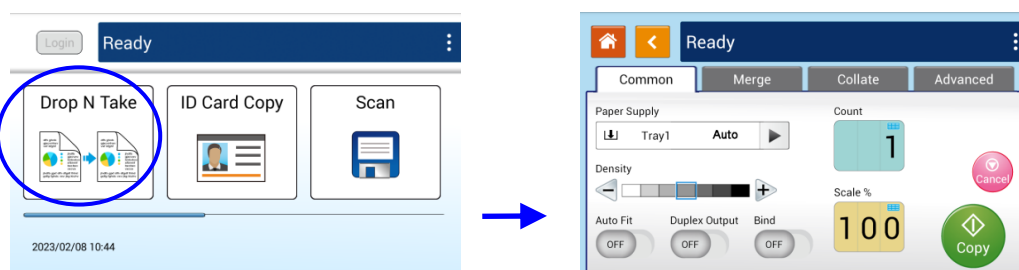 Login Ready
Drop N Take ID Card Copy Scan
2023/02/08 10:44
Ready
Common Merge Collate Advanced
Paper Supply Count
Tray1 Auto 1
Density Cancel
Scale %
Auto Fit Duplex Output Bind 100
OFF OFF OFF Copy